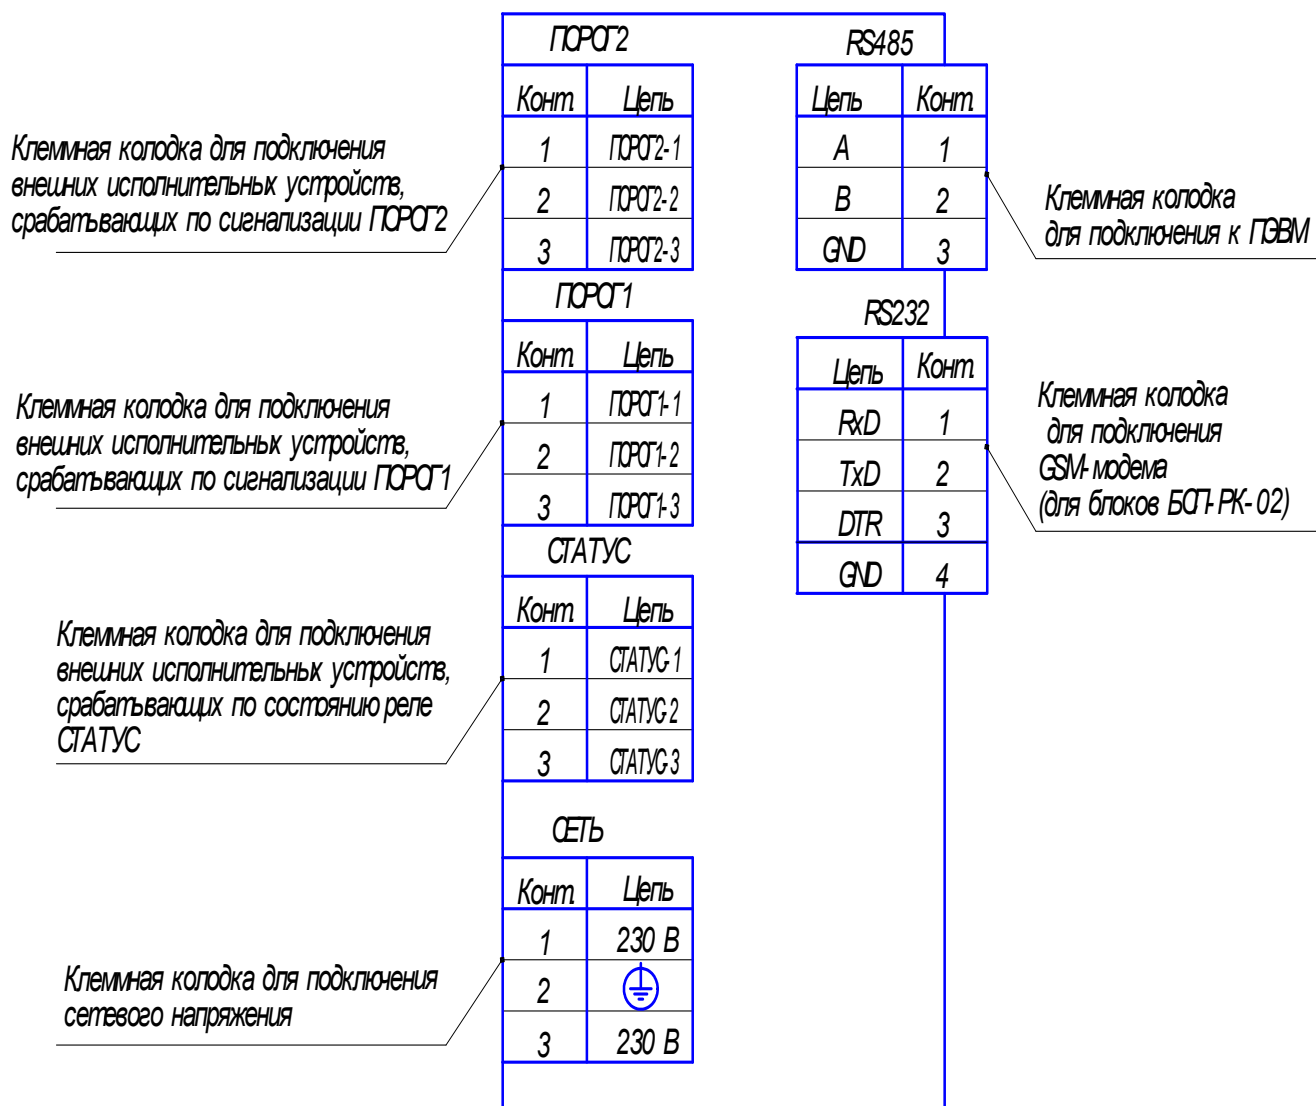 ПОРОГ2
Конт. Цепь
1 ПОРОГ2-1
2 ПОРОГ2-2
3 ПОРОГ2-3
Клеммная колодка для подключения
внешних исполнительных устройств,
срабатывающих по сигнализации ПОРОГ2
ПОРОГ1
Конт. Цепь
1 ПОРОГ1-1
2 ПОРОГ1-2
3 ПОРОГ1-3
Клеммная колодка для подключения
внешних исполнительных устройств,
срабатывающих по сигнализации ПОРОГ1
СТАТУС
Конт. Цепь
1 СТАТУС-1
2 СТАТУС-2
3 СТАТУС-3
Клеммная колодка для подключения
внешних исполнительных устройств,
срабатывающих по состоянию реле
СТАТУС
СЕТЬ
Конт. Цепь
1 230 В
2
3 230 В
Клеммная колодка для подключения
сетевого напряжения
RS485
Цепь Конт.
A 1
B 2
GND 3
Клеммная колодка
для подключения к ПЭВМ
RS232
Цепь Конт.
RxD 1
TxD 2
DTR 3
GND 4
Клеммная колодка
для подключения
GSM-модема
(для блоков БСП-РК-02)